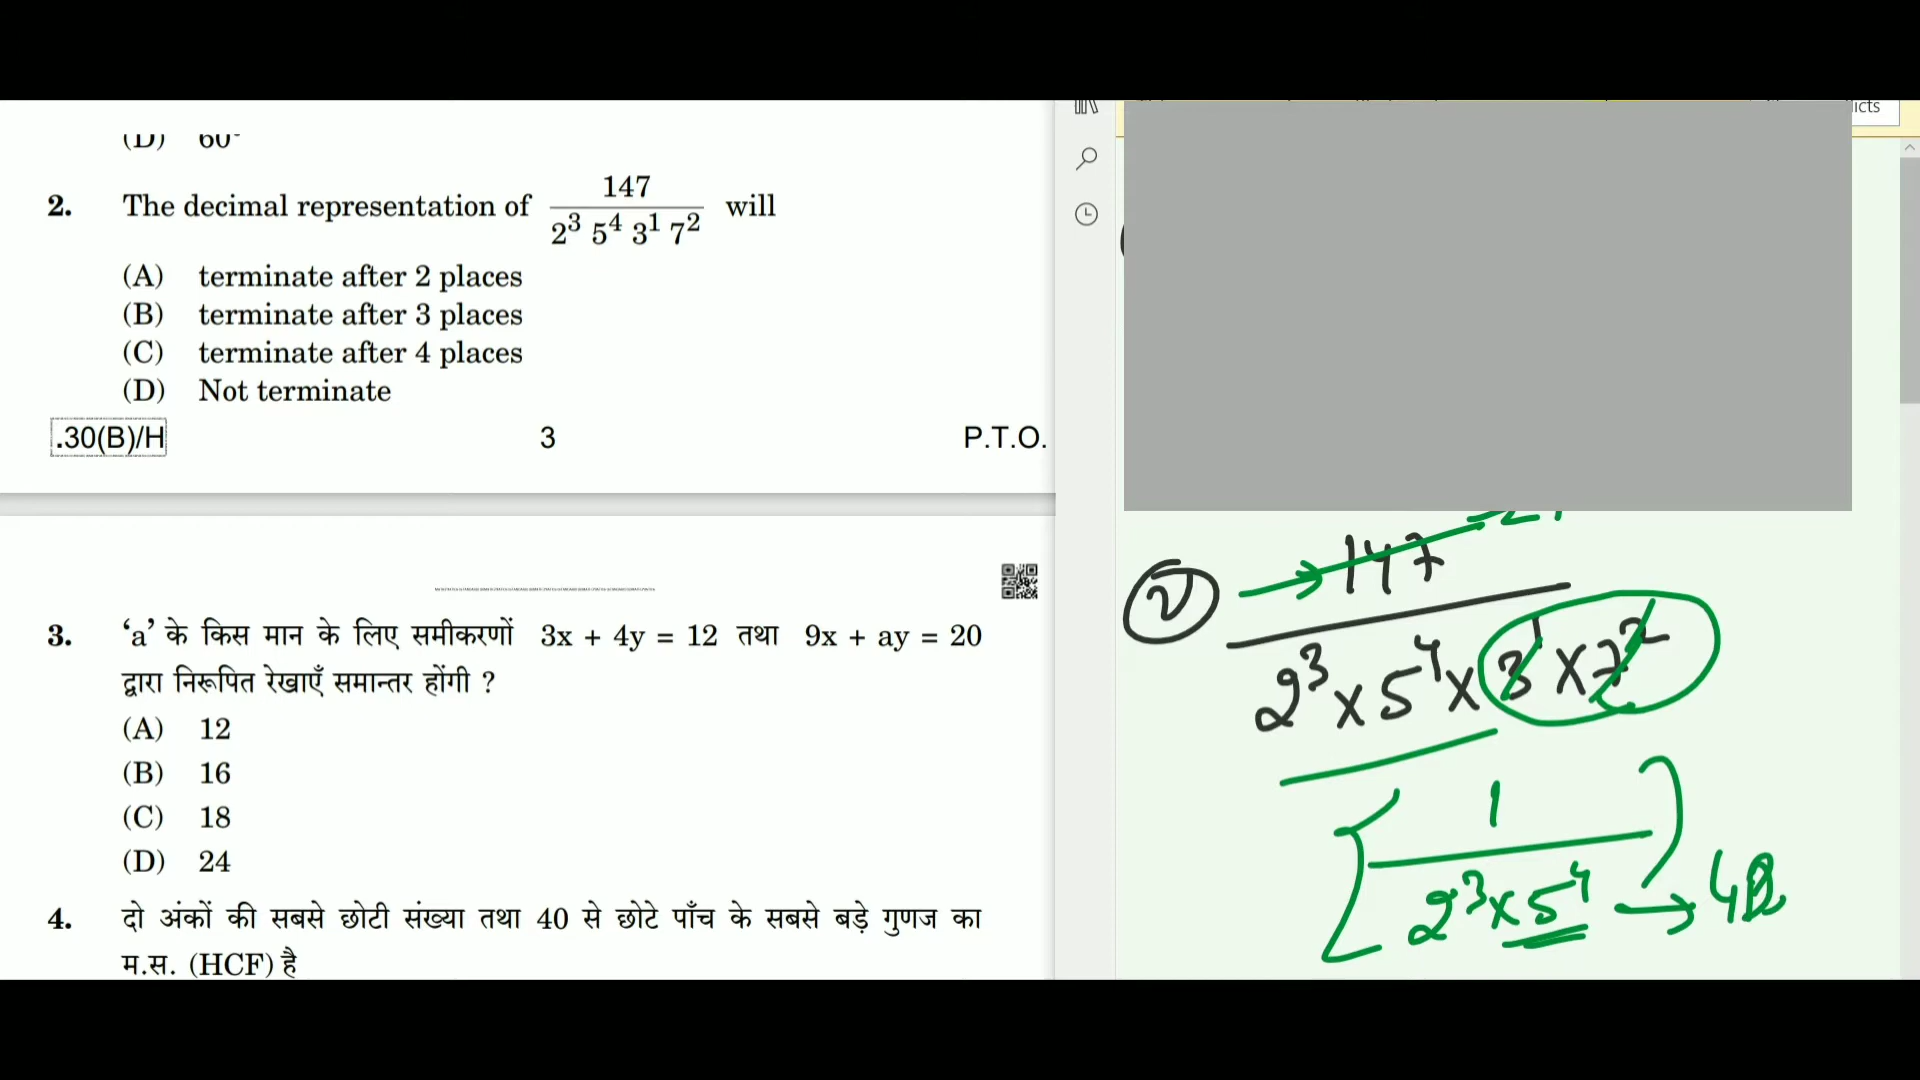 (D) 60°
2. The decimal representation of 147 / 2³ 5⁴ 3¹ 7² will
(A) terminate after 2 places
(B) terminate after 3 places
(C) terminate after 4 places
(D) Not terminate
.30(B)/H 3 P.T.O.
3. ‘a’ के किस मान के लिए समीकरणों 3x + 4y = 12 तथा 9x + ay = 20
द्वारा निरूपित रेखाएँ समान्तर होंगी ?
(A) 12
(B) 16
(C) 18
(D) 24
4. दो अंकों की सबसे छोटी संख्या तथा 40 से छोटे पाँच के सबसे बड़े गुणज का
म.स. (HCF) है
icts
2 → 147
2³ x 5⁴ x 3¹ x 7²
1
2³ x 5⁴ → 4